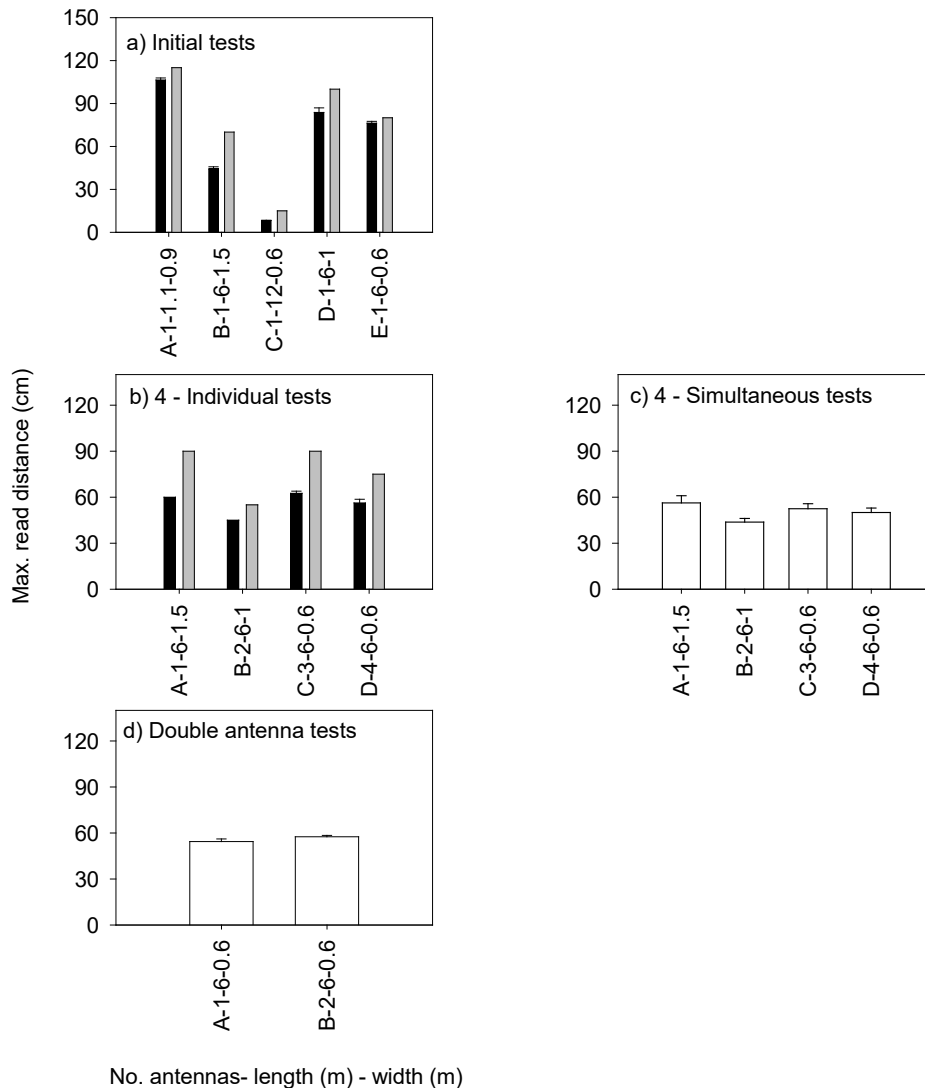 a) Initial tests
150
120
90
60
30
0
A-1-1.1-0.9
B-1-6-1.5
C-1-12-0.6
D-1-6-1
E-1-6-0.6
Max. read distance (cm)
b) 4 - Individual tests
120
90
60
30
0
A-1-6-1.5
B-2-6-1
C-3-6-0.6
D-4-6-0.6
c) 4 - Simultaneous tests
120
90
60
30
0
A-1-6-1.5
B-2-6-1
C-3-6-0.6
D-4-6-0.6
d) Double antenna tests
120
90
60
30
0
A-1-6-0.6
B-2-6-0.6
No. antennas- length (m) - width (m)